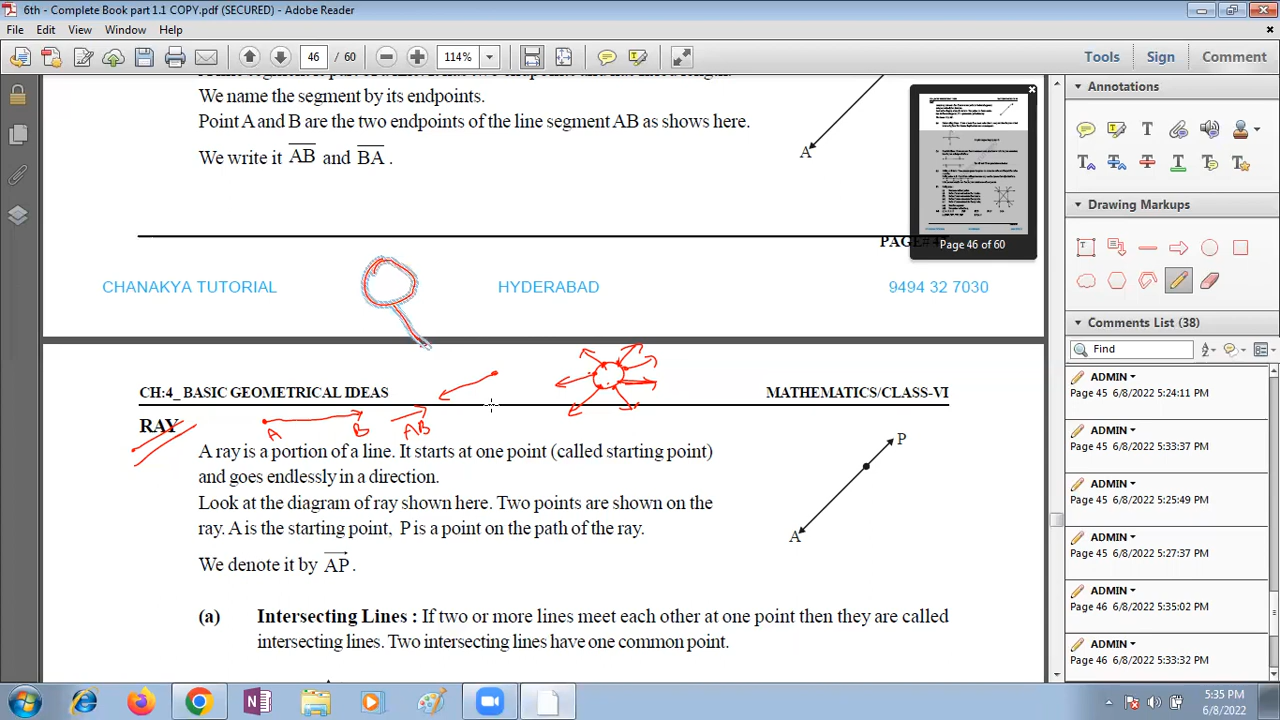 6th - Complete Book part 1.1 COPY.pdf (SECURED) - Adobe Reader
File Edit View Window Help
46 / 60 114% Tools Sign Comment
We name the segment by its endpoints.
Point A and B are the two endpoints of the line segment AB as shows here.
We write it AB and BA .
A
PAGE#
CHANAKYA TUTORIAL HYDERABAD 9494 32 7030
Page 46 of 60
CH:4_ BASIC GEOMETRICAL IDEAS MATHEMATICS/CLASS-VI
RAY
A B AB
A ray is a portion of a line. It starts at one point (called starting point)
and goes endlessly in a direction.
Look at the diagram of ray shown here. Two points are shown on the
ray. A is the starting point, P is a point on the path of the ray.
We denote it by AP .
P
A
(a) Intersecting Lines : If two or more lines meet each other at one point then they are called
intersecting lines. Two intersecting lines have one common point.
Annotations
T
Drawing Markups
Comments List (38)
Find
ADMIN
Page 45 6/8/2022 5:24:11 PM
ADMIN
Page 46 6/8/2022 5:33:37 PM
ADMIN
Page 45 6/8/2022 5:25:49 PM
ADMIN
Page 45 6/8/2022 5:27:37 PM
ADMIN
Page 46 6/8/2022 5:35:02 PM
ADMIN
Page 46 6/8/2022 5:33:32 PM
5:35 PM
6/8/2022